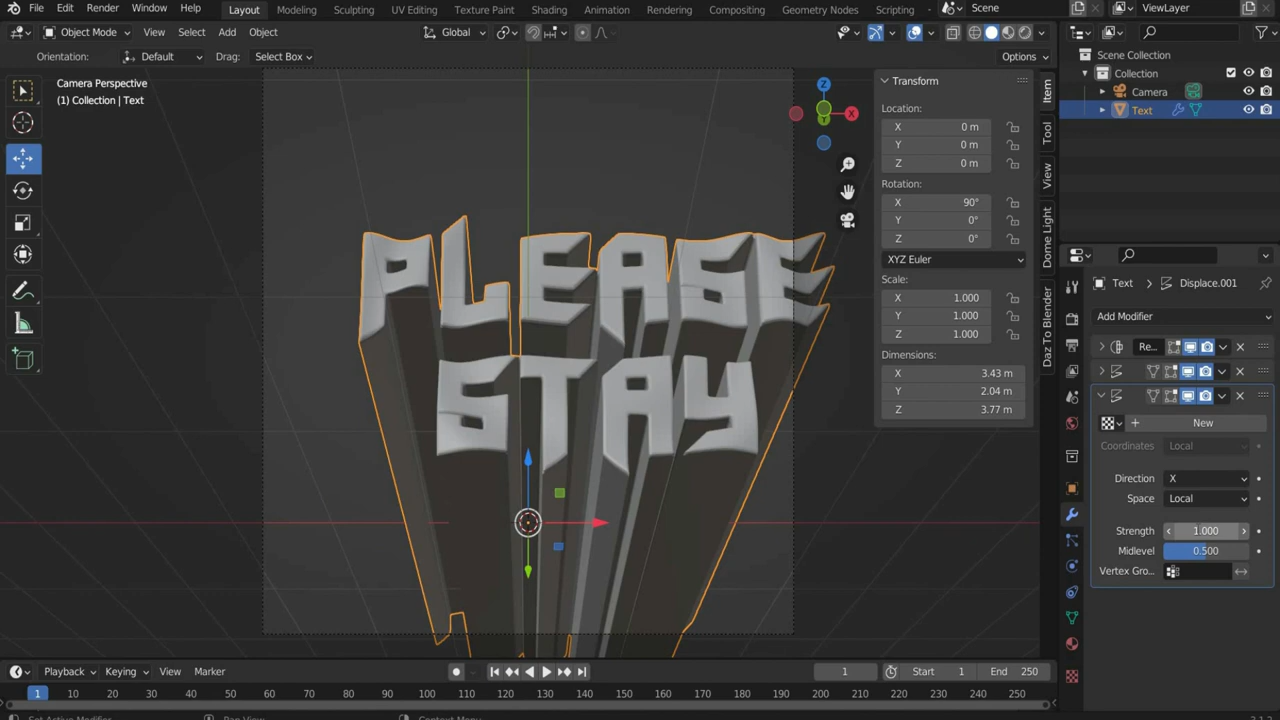 File Edit Render Window Help Layout Modeling Sculpting UV Editing Texture Paint Shading Animation Rendering Compositing Geometry Nodes Scripting Scene ViewLayer
Object Mode View Select Add Object Global
Orientation: Default Drag: Select Box Options
Camera Perspective
(1) Collection | Text
PLEASE
STAY
Transform
Location:
X 0 m
Y 0 m
Z 0 m
Rotation:
X 90°
Y 0°
Z 0°
XYZ Euler
Scale:
X 1.000
Y 1.000
Z 1.000
Dimensions:
X 3.43 m
Y 2.04 m
Z 3.77 m
Item
Tool
View
Dome Light
Daz To Blender
Z
X
Y
Scene Collection
Collection
Camera
Text
Text Displace.001
Add Modifier
Re...
New
Coordinates Local
Direction X
Space Local
Strength 1.000
Midlevel 0.500
Vertex Gro...
Playback Keying View Marker 1 Start 1 End 250
1 10 20 30 40 50 60 70 80 90 100 110 120 130 140 150 160 170 180 190 200 210 220 230 240 250